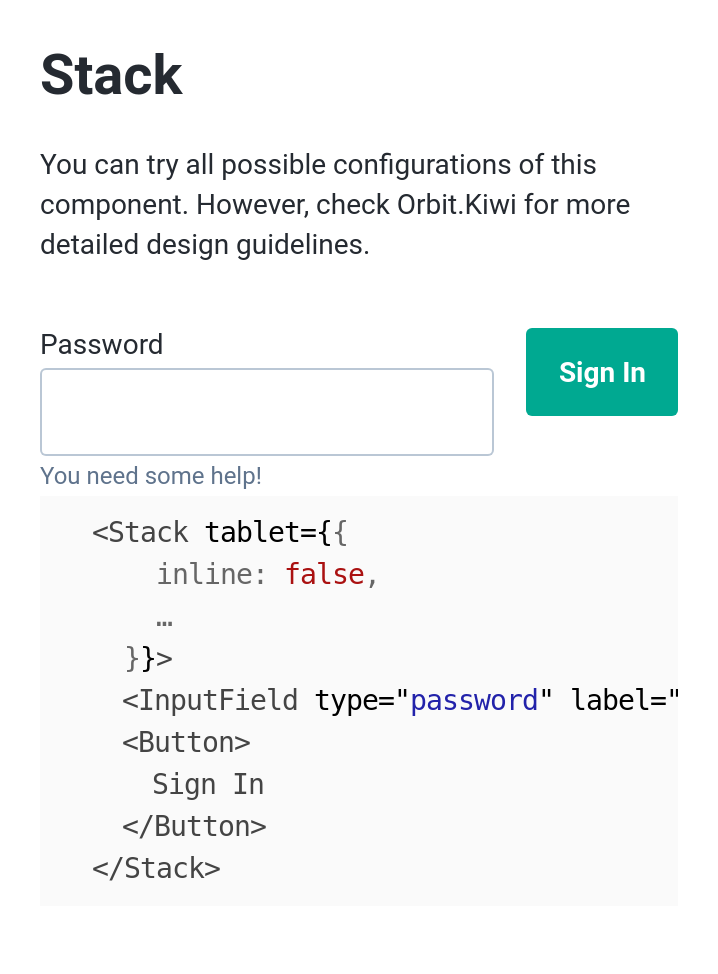 Stack
You can try all possible configurations of this
component. However, check Orbit.Kiwi for more
detailed design guidelines.
Password
Sign In
You need some help!
<Stack tablet={{
inline: false,
…
}}>
<InputField type="password" label="
<Button>
Sign In
</Button>
</Stack>